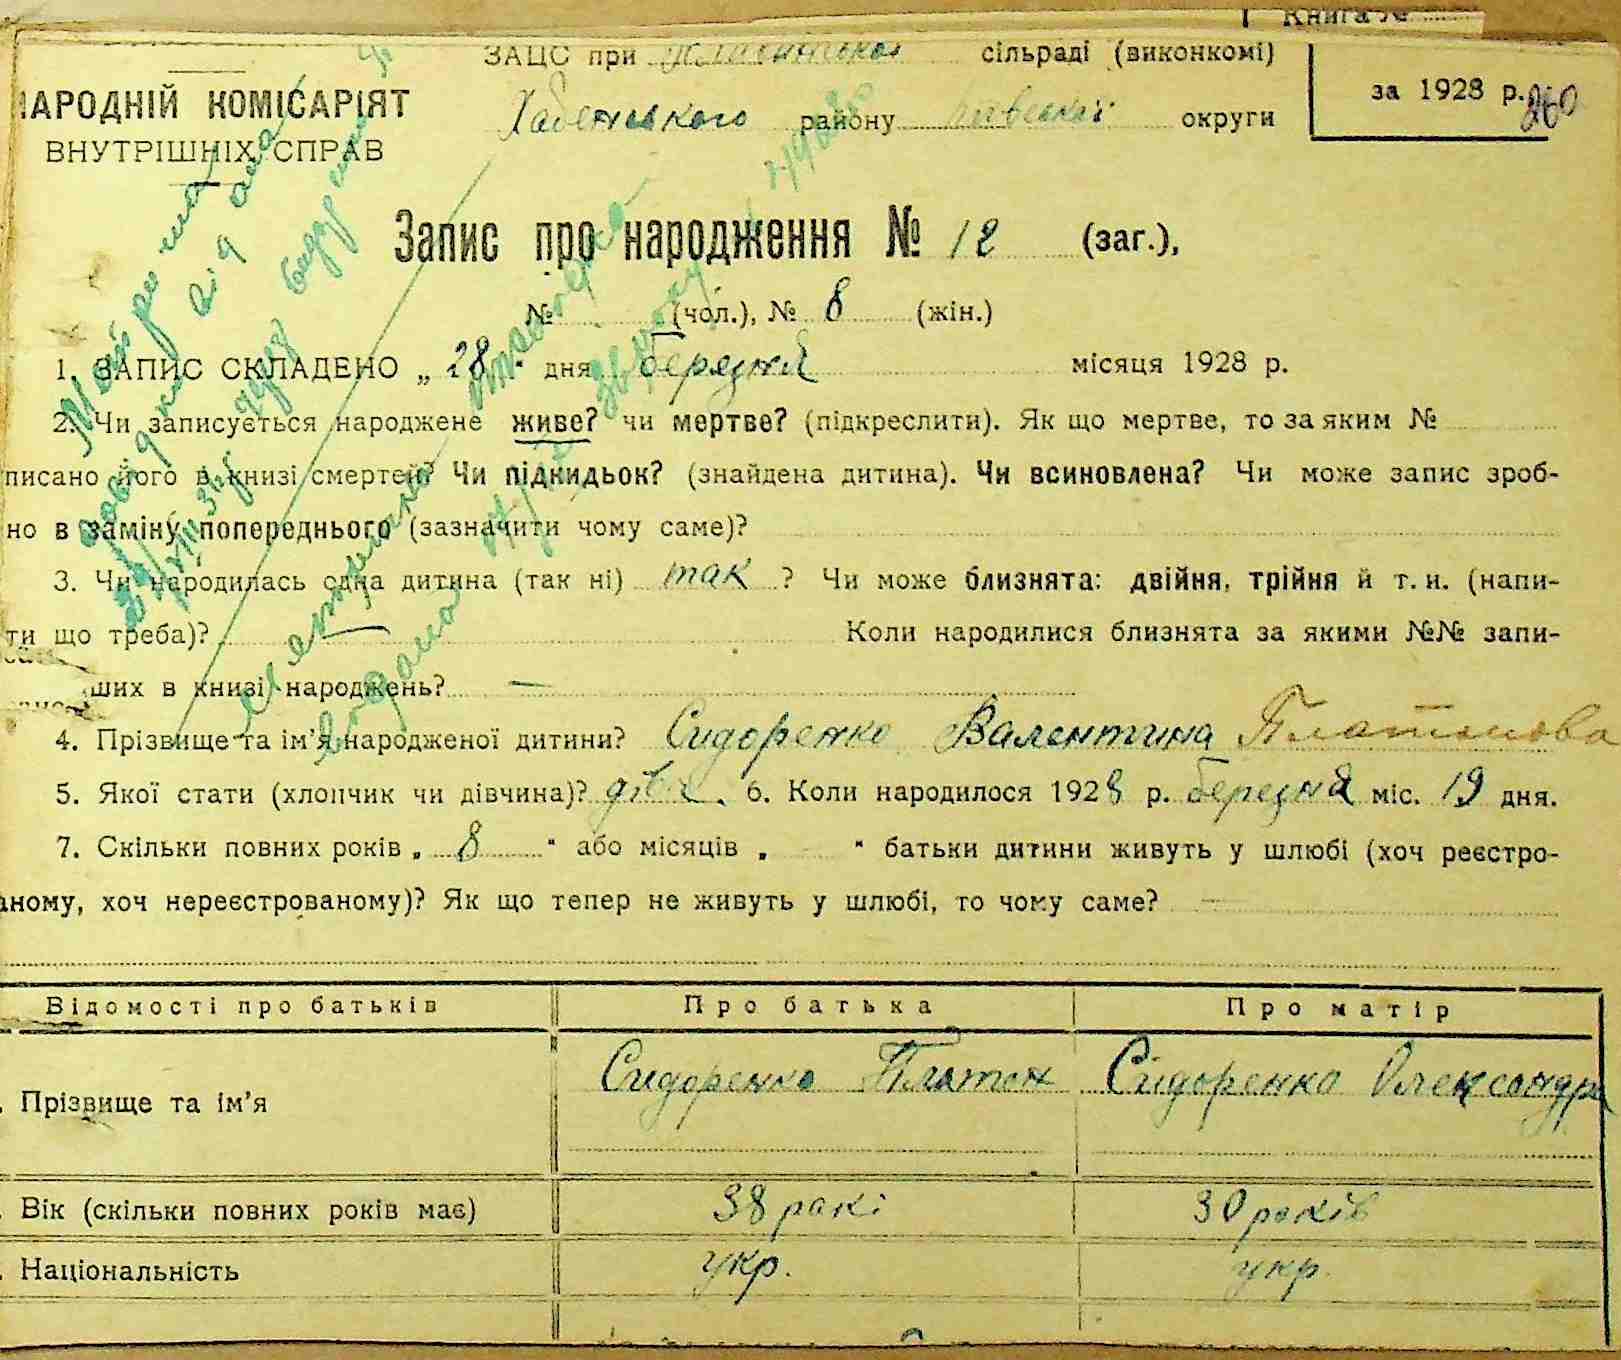 Книга №
ЗАЦС при сільраді (виконкомі)
за 1928 р. 260
НАРОДНІЙ КОМІСАРІЯТ
Хабенського району київської округи
ВНУТРІШНІХ СПРАВ
Запис про народження № 12 (заг.),
№ (чол.), № 8 (жін.)
1. ЗАПИС СКЛАДЕНО „ 28 " дня березня місяця 1928 р.
2. Чи записується народжене живе? чи мертве? (підкреслити). Як що мертве, то за яким №
писано його в книзі смертей? Чи підкидьок? (знайдена дитина). Чи всиновлена? Чи може запис зроб-
но в заміну попереднього (зазначити чому саме)?
3. Чи народилась одна дитина (так ні) так ? Чи може близнята: двійня, трійня й т. и. (напи-
ти що треба)? Коли народилися близнята за якими №№ запи-
ших в книзі народжень? —
4. Прізвище та ім'я народженої дитини? Сидоренко Валентина Платонова
5. Якої стати (хлопчик чи дівчина)? дівч. 6. Коли народилося 1928 р. березня міс. 19 дня.
7. Скільки повних років „ 8 " або місяців „ " батьки дитини живуть у шлюбі (хоч реєстро-
аному, хоч нереєстрованому)? Як що тепер не живуть у шлюбі, то чому саме? —
Відомості про батьків Про батька Про матір
Прізвище та ім'я Сидоренко Платон Сідоренко Олександра
Вік (скільки повних років має) 38 рокі 30 років
Національність укр. укр.